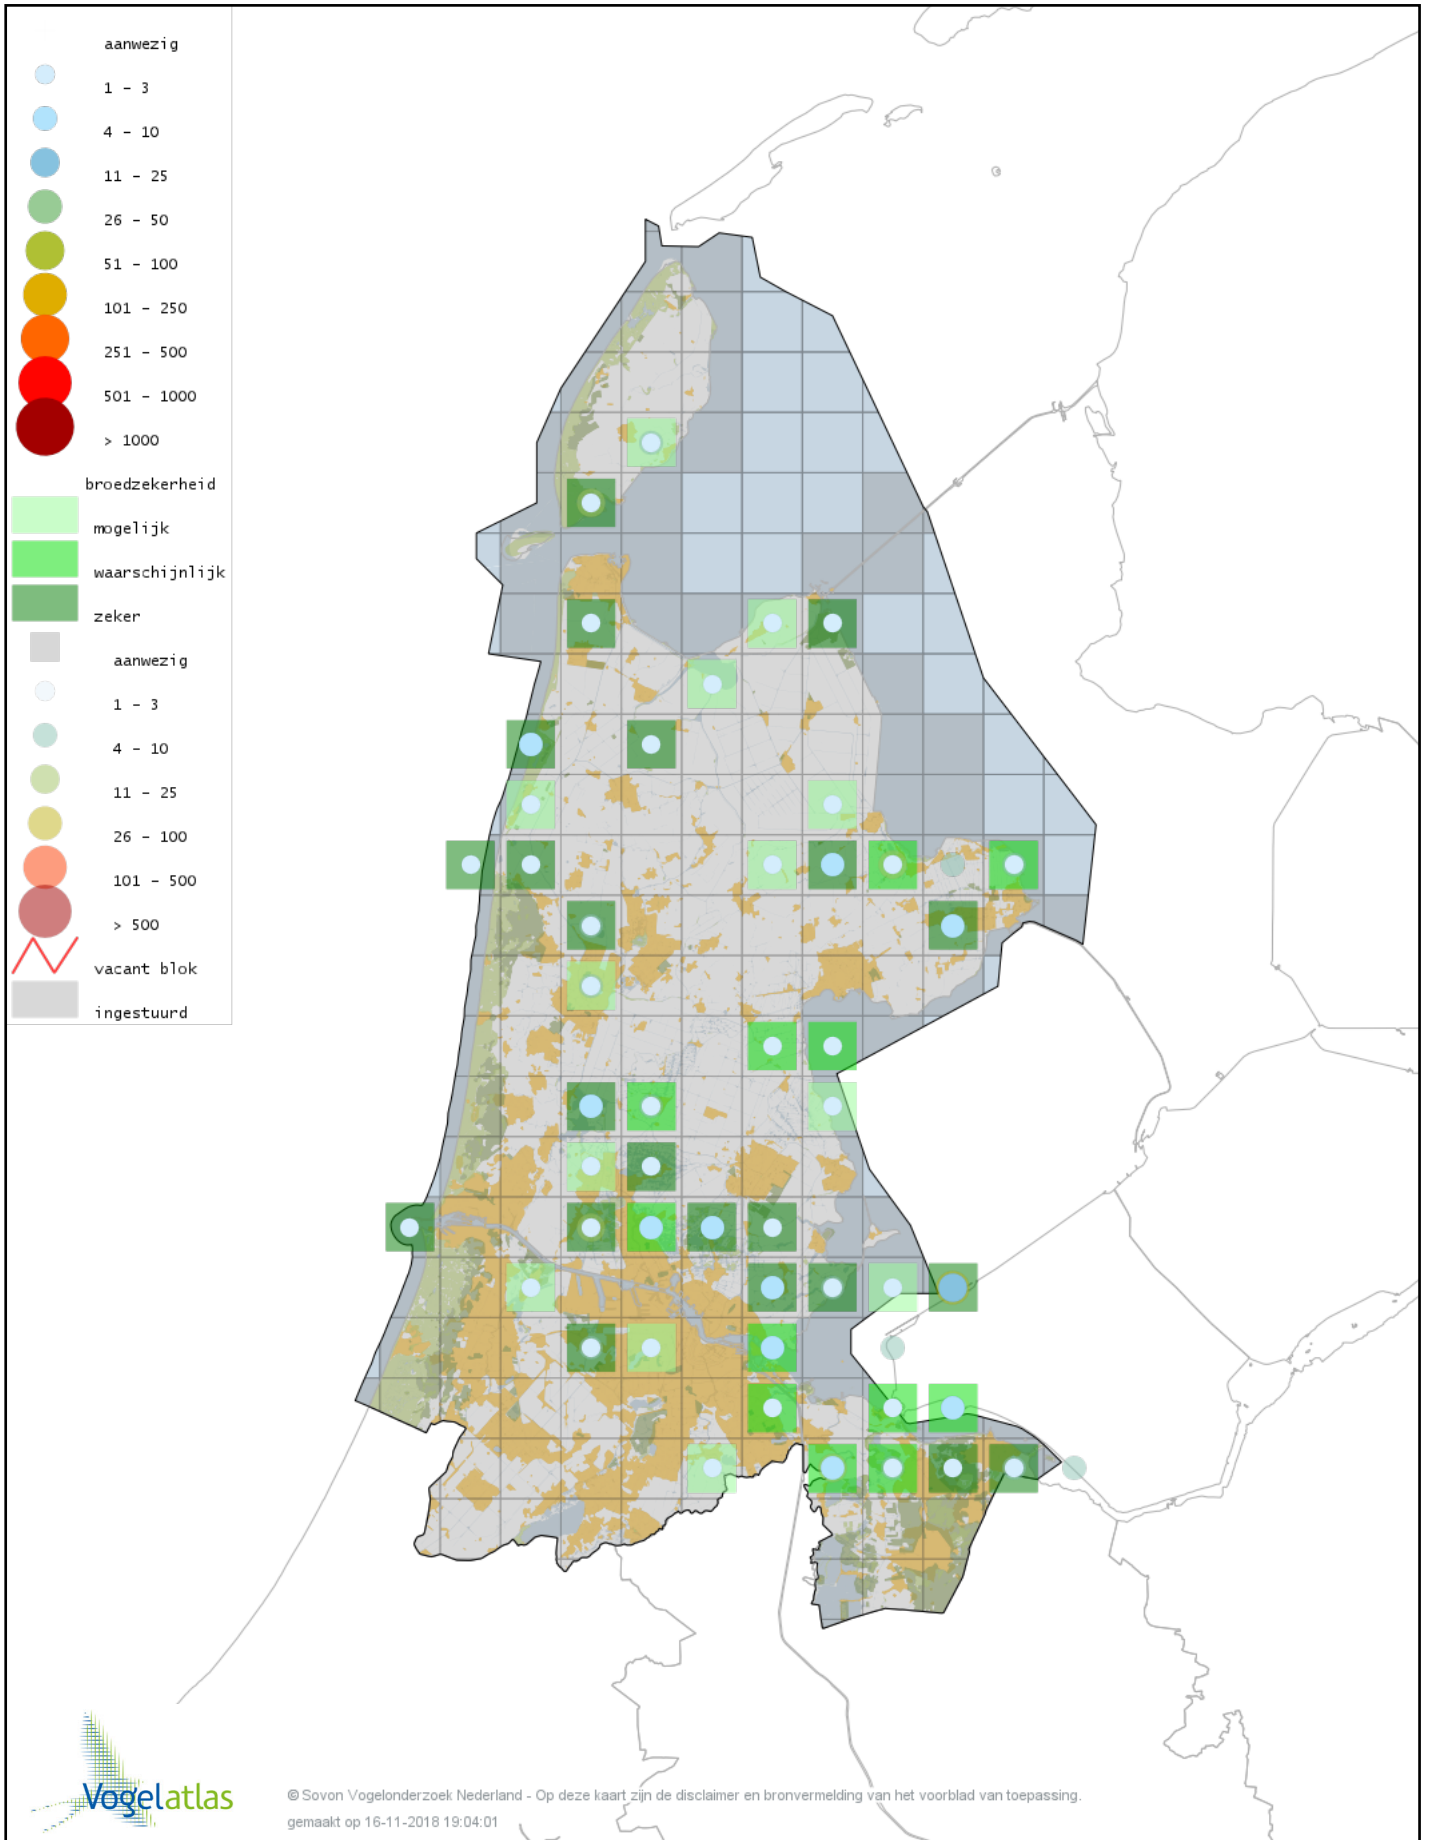 aanwezig
1 - 3
4 - 10
11 - 25
26 - 50
51 - 100
101 - 250
251 - 500
501 - 1000
> 1000
broedzekerheid
mogelijk
waarschijnlijk
zeker
aanwezig
1 - 3
4 - 10
11 - 25
26 - 100
101 - 500
> 500
vacant blok
ingestuurd
Vogelatlas
© Sovon Vogelonderzoek Nederland - Op deze kaart zijn de disclaimer en bronvermelding van het voorblad van toepassing.
gemaakt op 16-11-2018 19:04:01